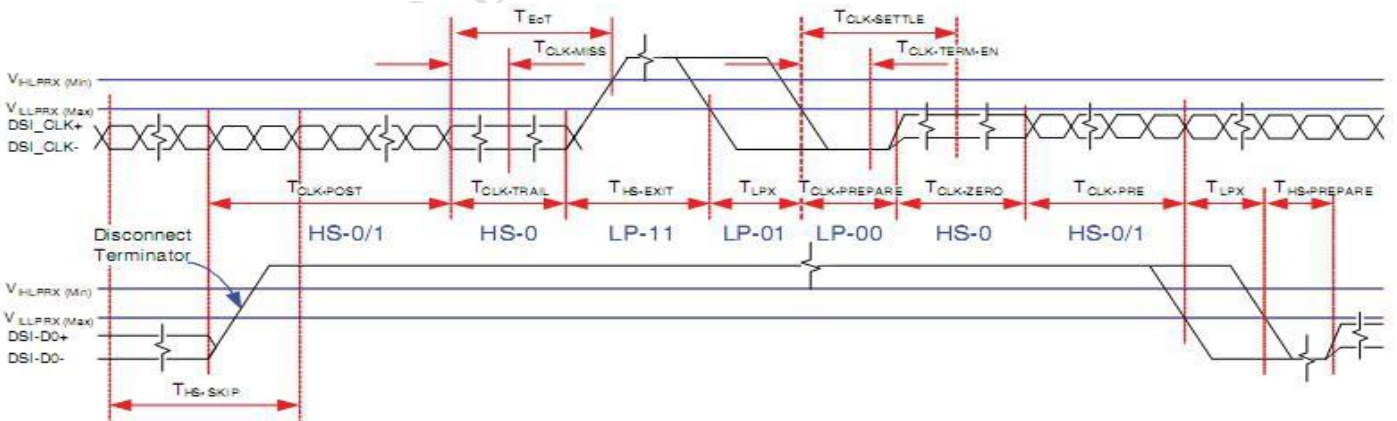 TEoT
TCLK-SETTLE
TCLK-MISS
TCLK-TERM-EN
VIHLPRX (Min)
VILLPRX (Max)
DSI_CLK+
DSI_CLK-
TCLK-POST TCLK-TRAIL THS-EXIT TLPX TCLK-PREPARE TCLK-ZERO TCLK-PRE TLPX THS-PREPARE
HS-0/1 HS-0 LP-11 LP-01 LP-00 HS-0 HS-0/1
Disconnect
Terminator
VIHLPRX (Min)
VILLPRX (Max)
DSI-D0+
DSI-D0-
THS-SKIP